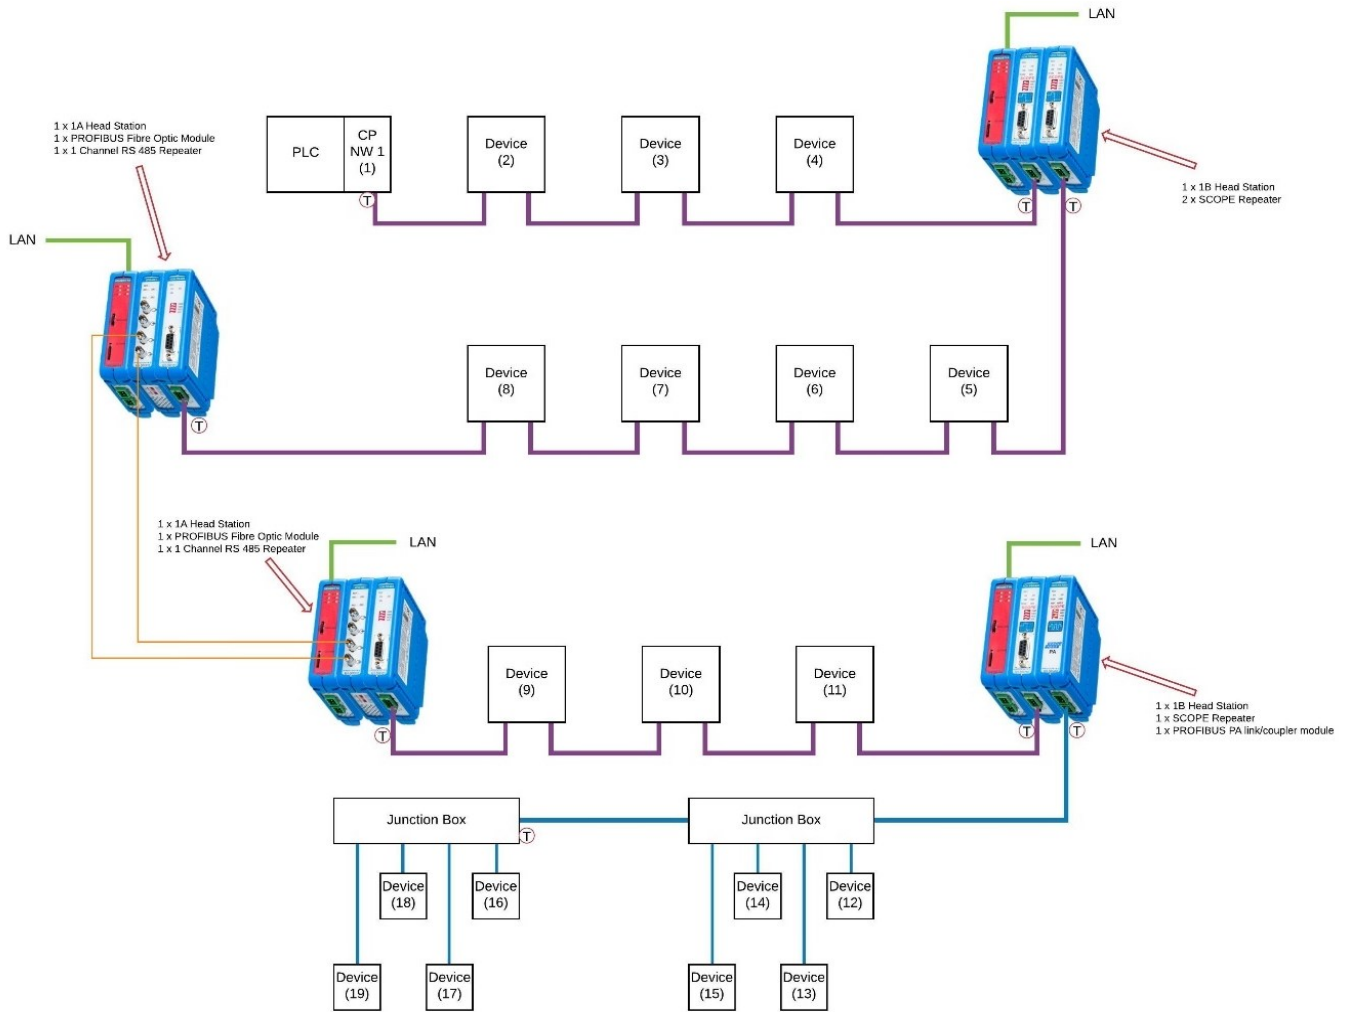 LAN
1 x 1A Head Station
1 x PROFIBUS Fibre Optic Module
1 x 1 Channel RS 485 Repeater
PLC
CP
NW 1
(1)
T
Device
(2)
Device
(3)
Device
(4)
T
T
1 x 1B Head Station
2 x SCOPE Repeater
LAN
T
Device
(8)
Device
(7)
Device
(6)
Device
(5)
1 x 1A Head Station
1 x PROFIBUS Fibre Optic Module
1 x 1 Channel RS 485 Repeater
LAN
T
Device
(9)
Device
(10)
Device
(11)
LAN
PA
T
T
1 x 1B Head Station
1 x SCOPE Repeater
1 x PROFIBUS PA link/coupler module
Junction Box
T
Junction Box
Device
(18)
Device
(16)
Device
(14)
Device
(12)
Device
(19)
Device
(17)
Device
(15)
Device
(13)